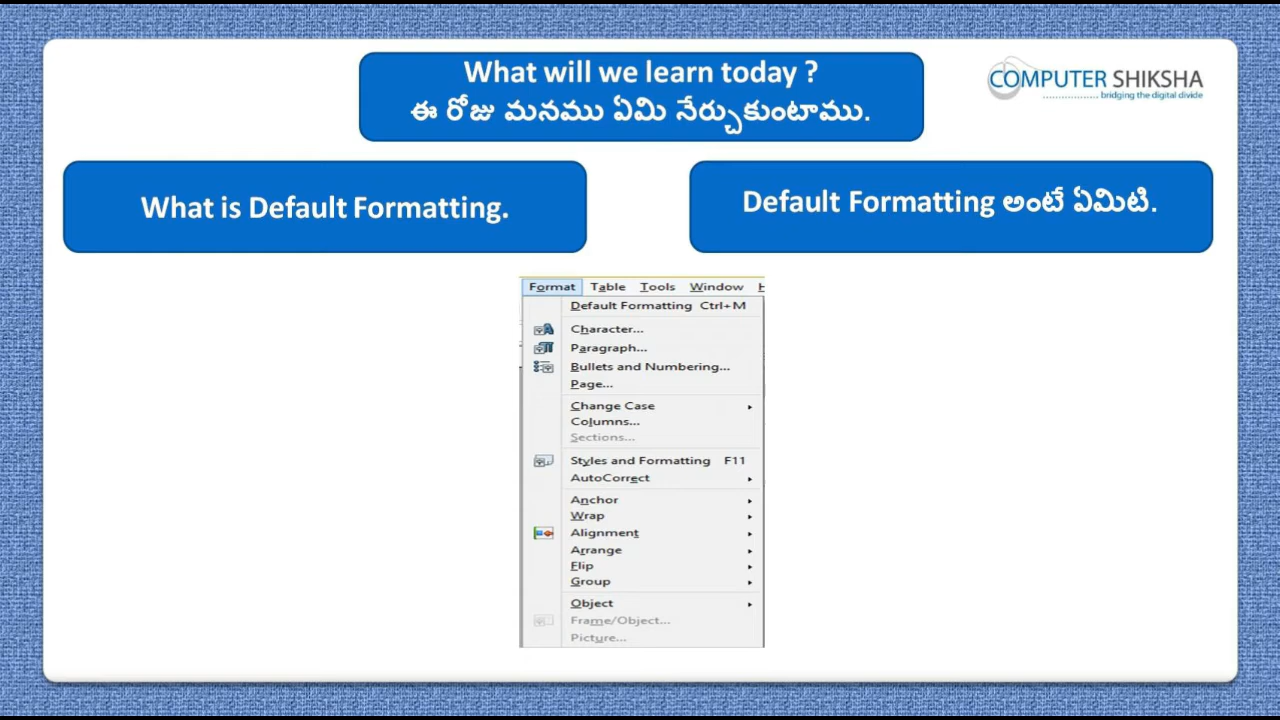 What will we learn today ?
ఈ రోజు మనము ఏమి నేర్చుకుంటాము.
COMPUTER SHIKSHA
................... bridging the digital divide
What is Default Formatting.
Default Formatting అంటే ఏమిటి.
Format Table Tools Window
Default Formatting Ctrl+M
Character...
Paragraph...
Bullets and Numbering...
Page...
Change Case
Columns...
Sections...
Styles and Formatting F11
AutoCorrect
Anchor
Wrap
Alignment
Arrange
Flip
Group
Object
Frame/Object...
Picture...